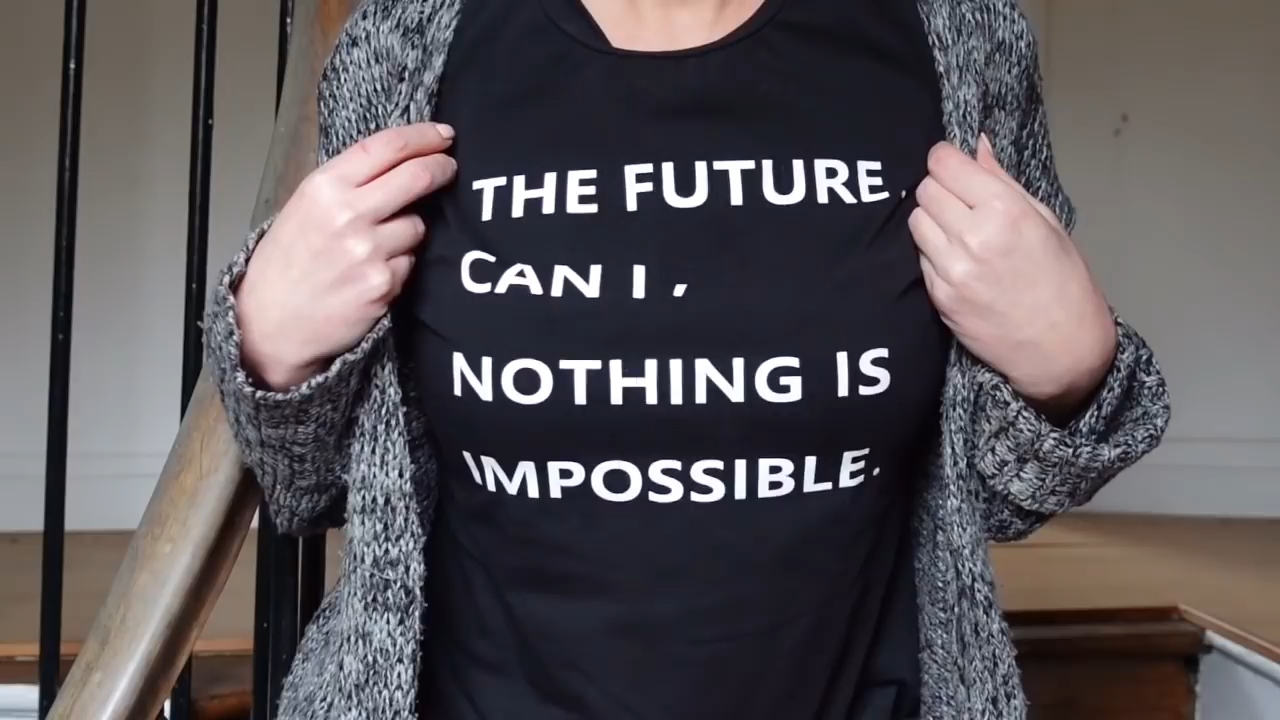 THE FUTURE.
CAN I,
NOTHING IS
IMPOSSIBLE.